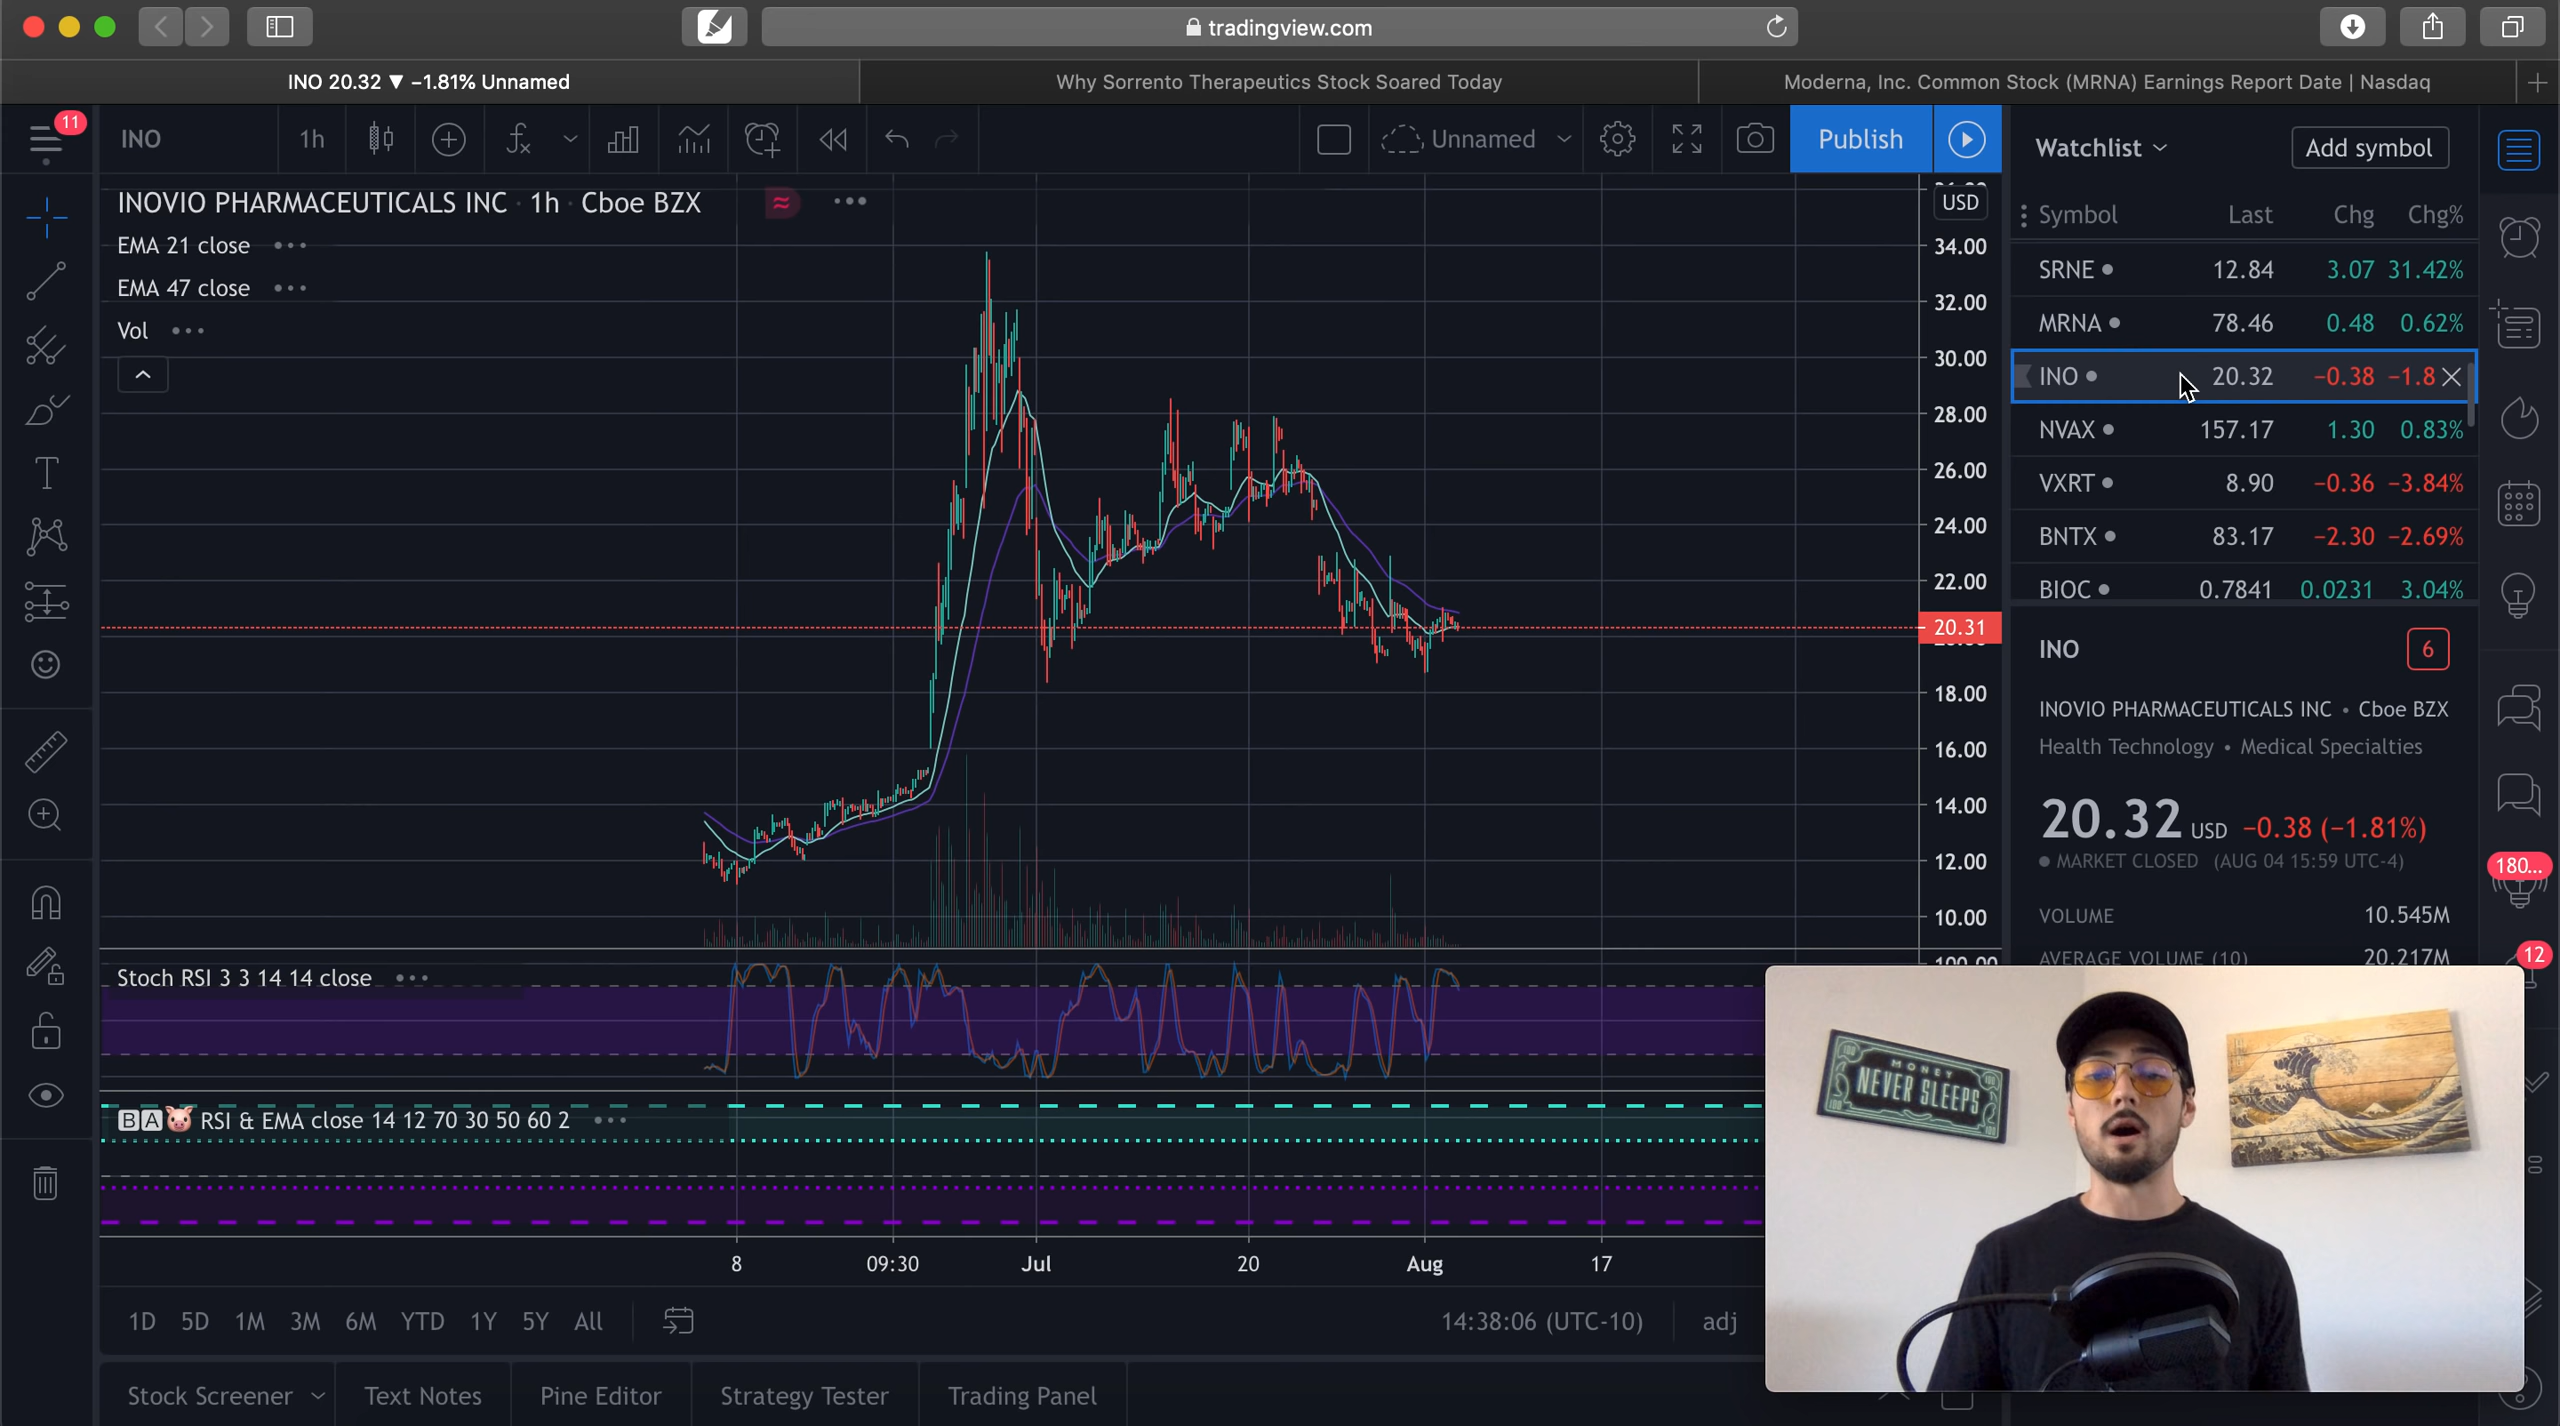 tradingview.com
INO 20.32 ▼ −1.81% Unnamed
Why Sorrento Therapeutics Stock Soared Today
Moderna, Inc. Common Stock (MRNA) Earnings Report Date | Nasdaq
11
INO
1h
Unnamed
Publish
Watchlist
Add symbol
INOVIO PHARMACEUTICALS INC · 1h · Cboe BZX
USD
EMA 21 close
EMA 47 close
Vol
34.00
32.00
30.00
28.00
26.00
24.00
22.00
20.31
18.00
16.00
14.00
12.00
10.00
100.00
Symbol Last Chg Chg%
SRNE 12.84 3.07 31.42%
MRNA 78.46 0.48 0.62%
INO 20.32 −0.38 −1.8
NVAX 157.17 1.30 0.83%
VXRT 8.90 −0.36 −3.84%
BNTX 83.17 −2.30 −2.69%
BIOC 0.7841 0.0231 3.04%
INO 6
INOVIO PHARMACEUTICALS INC • Cboe BZX
Health Technology • Medical Specialties
20.32 USD −0.38 (−1.81%)
MARKET CLOSED (AUG 04 15:59 UTC-4)
VOLUME 10.545M
AVERAGE VOLUME (10) 20.217M
180...
12
Stoch RSI 3 3 14 14 close
BA🐷 RSI & EMA close 14 12 70 30 50 60 2
MONEY
NEVER SLEEPS
8 09:30 Jul 20 Aug 17
1D 5D 1M 3M 6M YTD 1Y 5Y All
14:38:06 (UTC-10)
adj
Stock Screener
Text Notes
Pine Editor
Strategy Tester
Trading Panel